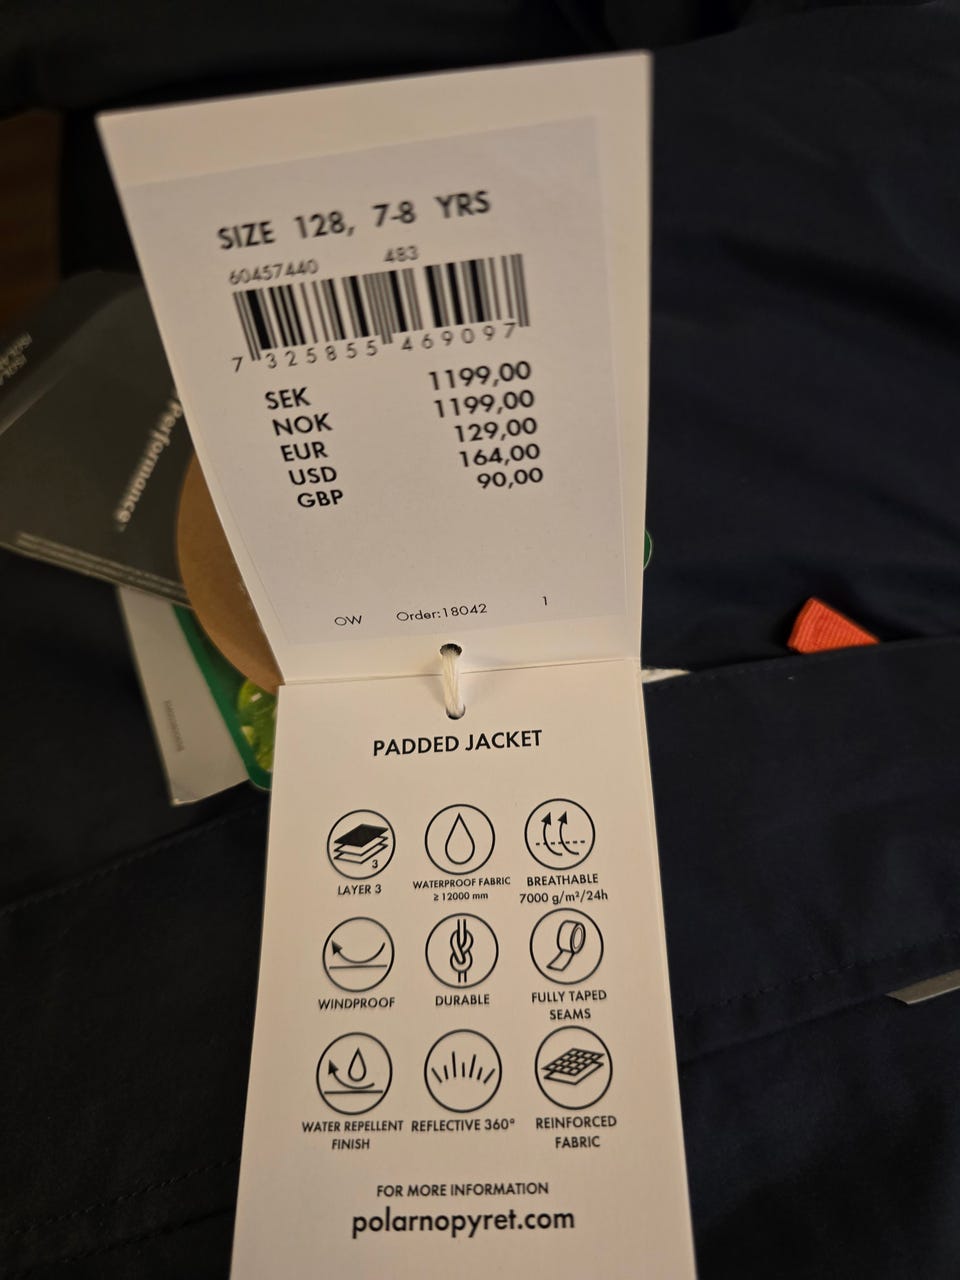 SIZE 128, 7-8 YRS
60457440 483
7 325855 469097
SEK 1199,00
NOK 1199,00
EUR 129,00
USD 164,00
GBP 90,00
OW Order:18042 1
Performance
PADDED JACKET
3
LAYER 3
WATERPROOF FABRIC
≥ 12000 mm
BREATHABLE
7000 g/m²/24h
WINDPROOF
DURABLE
FULLY TAPED
SEAMS
WATER REPELLENT
FINISH
REFLECTIVE 360°
REINFORCED
FABRIC
FOR MORE INFORMATION
polarnopyret.com